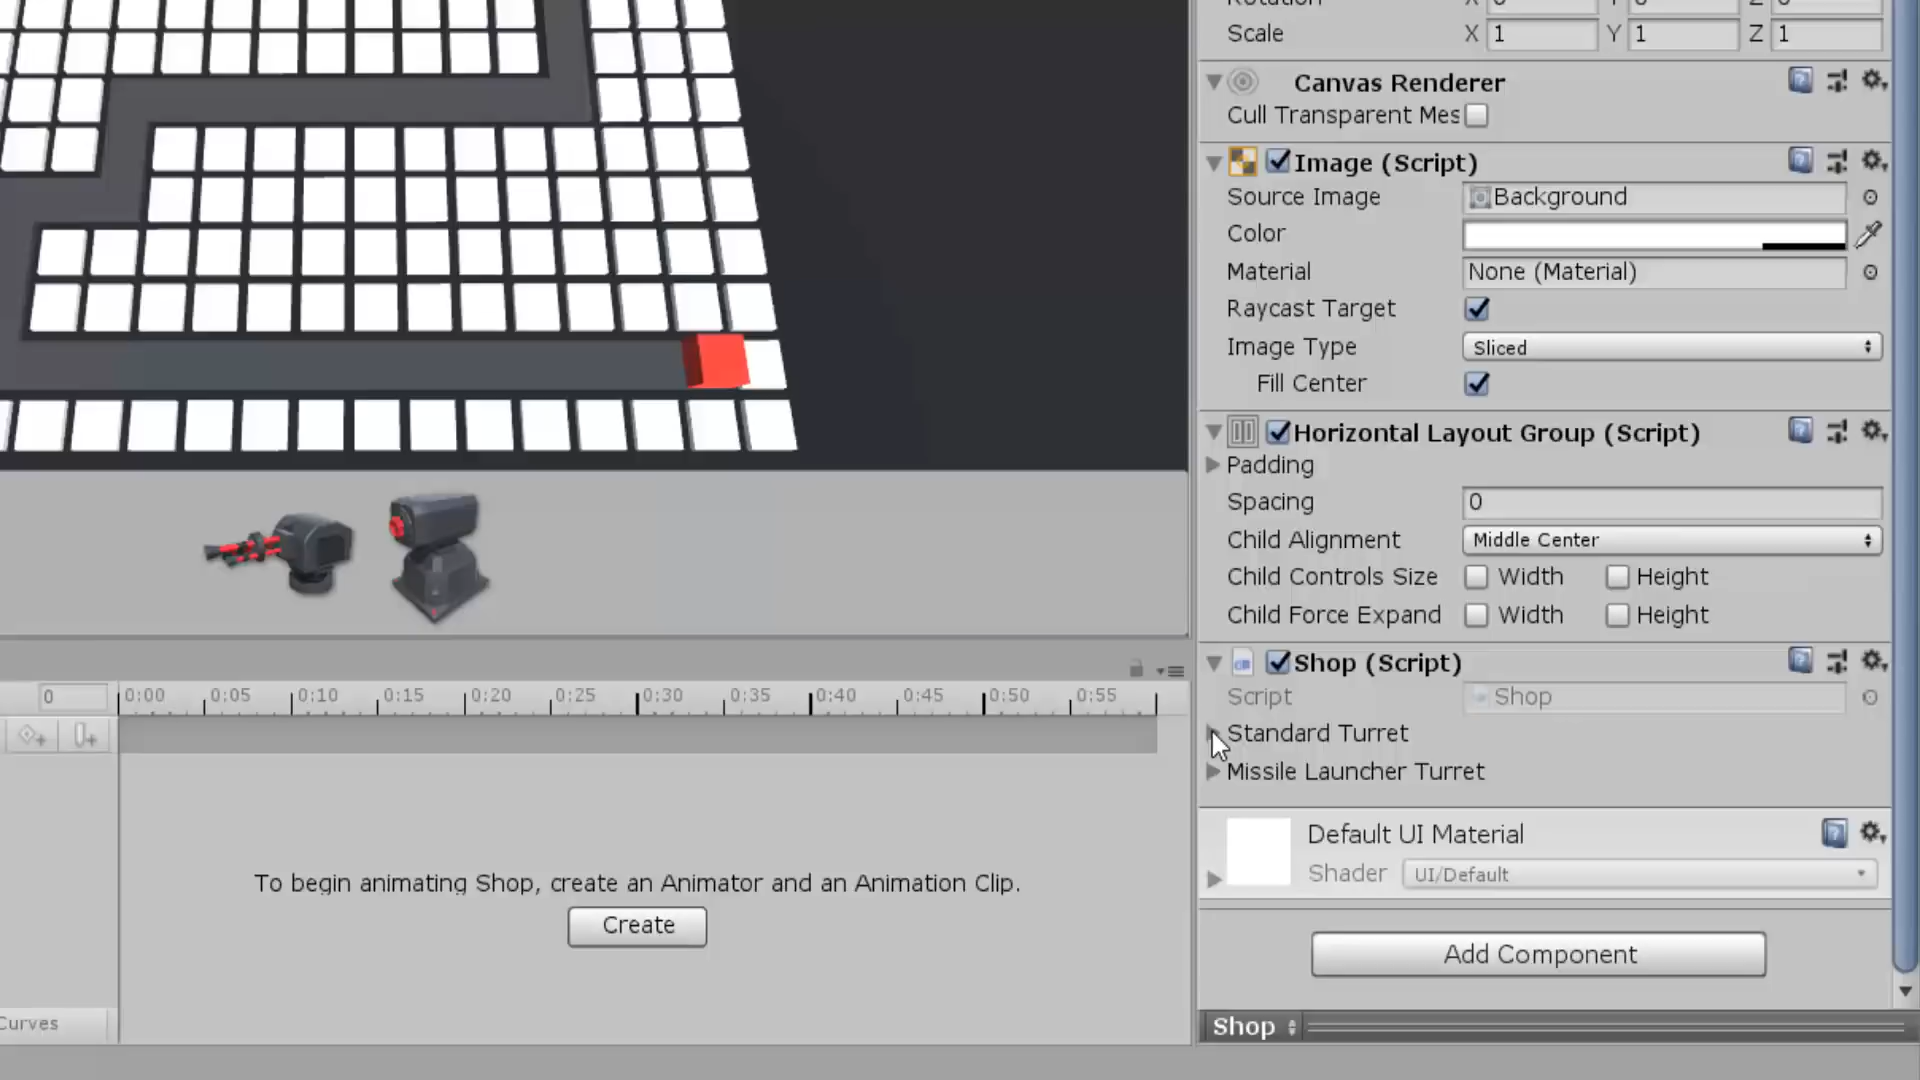 Scale X 1 Y 1 Z 1
Canvas Renderer
Cull Transparent Mes
Image (Script)
Source Image Background
Color
Material None (Material)
Raycast Target
Image Type Sliced
Fill Center
Horizontal Layout Group (Script)
Padding
Spacing 0
Child Alignment Middle Center
Child Controls Size Width Height
Child Force Expand Width Height
Shop (Script)
Script Shop
Standard Turret
Missile Launcher Turret
Default UI Material
Shader UI/Default
Add Component
Shop
0 0:00 0:05 0:10 0:15 0:20 0:25 0:30 0:35 0:40 0:45 0:50 0:55
To begin animating Shop, create an Animator and an Animation Clip.
Create
Curves